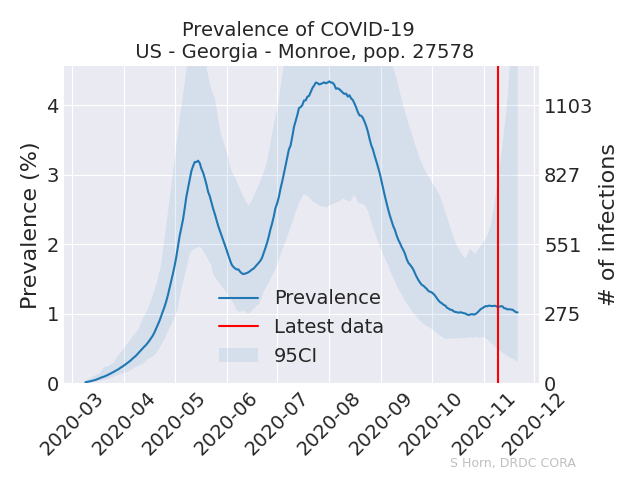 Prevalence of COVID-19
US - Georgia - Monroe, pop. 27578
Prevalence (%)
4
3
2
1
0
1103
827
551
275
0
# of infections
Prevalence
Latest data
95CI
2020-03
2020-04
2020-05
2020-06
2020-07
2020-08
2020-09
2020-10
2020-11
2020-12
S Horn, DRDC CORA